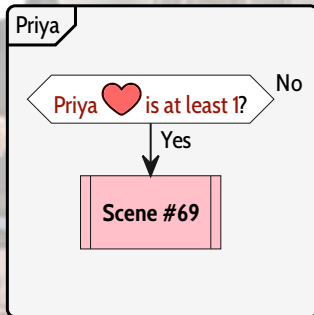 Priya
Priya ❤ is at least 1?
No
Yes
Scene #69